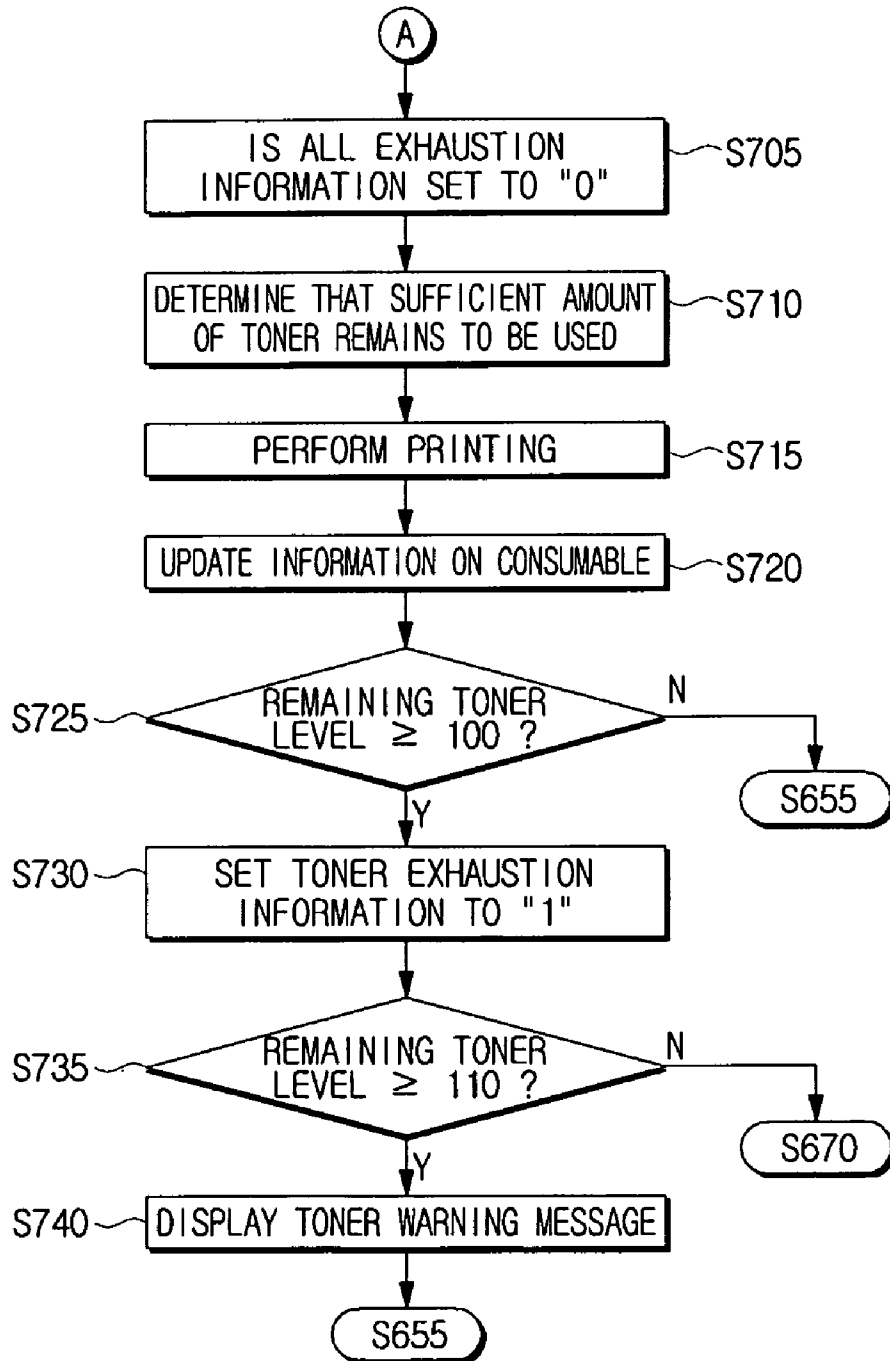 A
IS ALL EXHAUSTION
INFORMATION SET TO "0"
S705
DETERMINE THAT SUFFICIENT AMOUNT
OF TONER REMAINS TO BE USED
S710
PERFORM PRINTING
S715
UPDATE INFORMATION ON CONSUMABLE
S720
S725
REMAINING TONER
LEVEL ≥ 100 ?
N
S655
Y
S730
SET TONER EXHAUSTION
INFORMATION TO "1"
S735
REMAINING TONER
LEVEL ≥ 110 ?
N
S670
Y
S740
DISPLAY TONER WARNING MESSAGE
S655